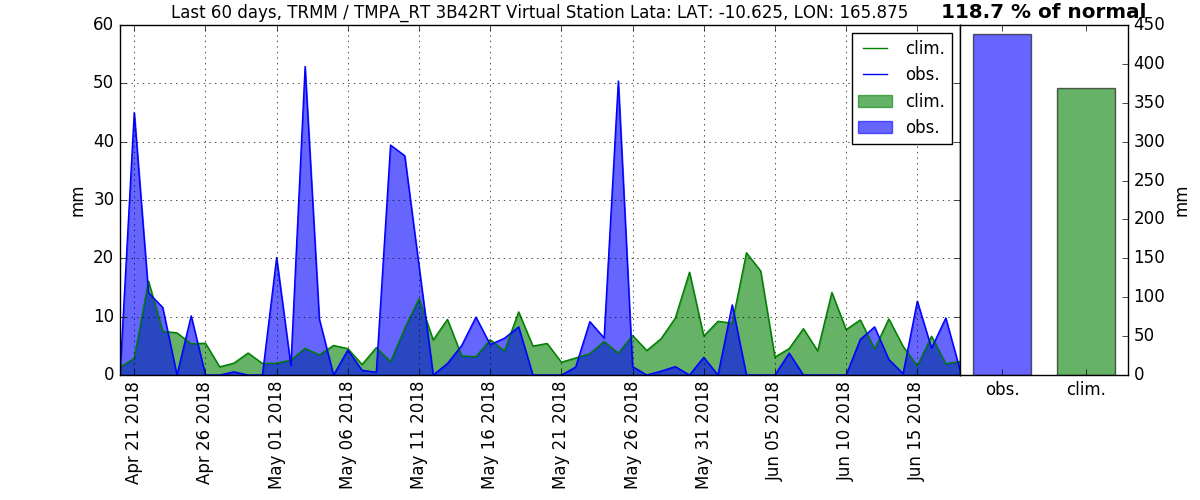 Last 60 days, TRMM / TMPA_RT 3B42RT Virtual Station Lata: LAT: -10.625, LON: 165.875
118.7 % of normal
60
50
40
30
20
10
0
mm
clim.
obs.
clim.
obs.
450
400
350
300
250
200
150
100
50
0
mm
obs.
clim.
Apr 21 2018
Apr 26 2018
May 01 2018
May 06 2018
May 11 2018
May 16 2018
May 21 2018
May 26 2018
May 31 2018
Jun 05 2018
Jun 10 2018
Jun 15 2018